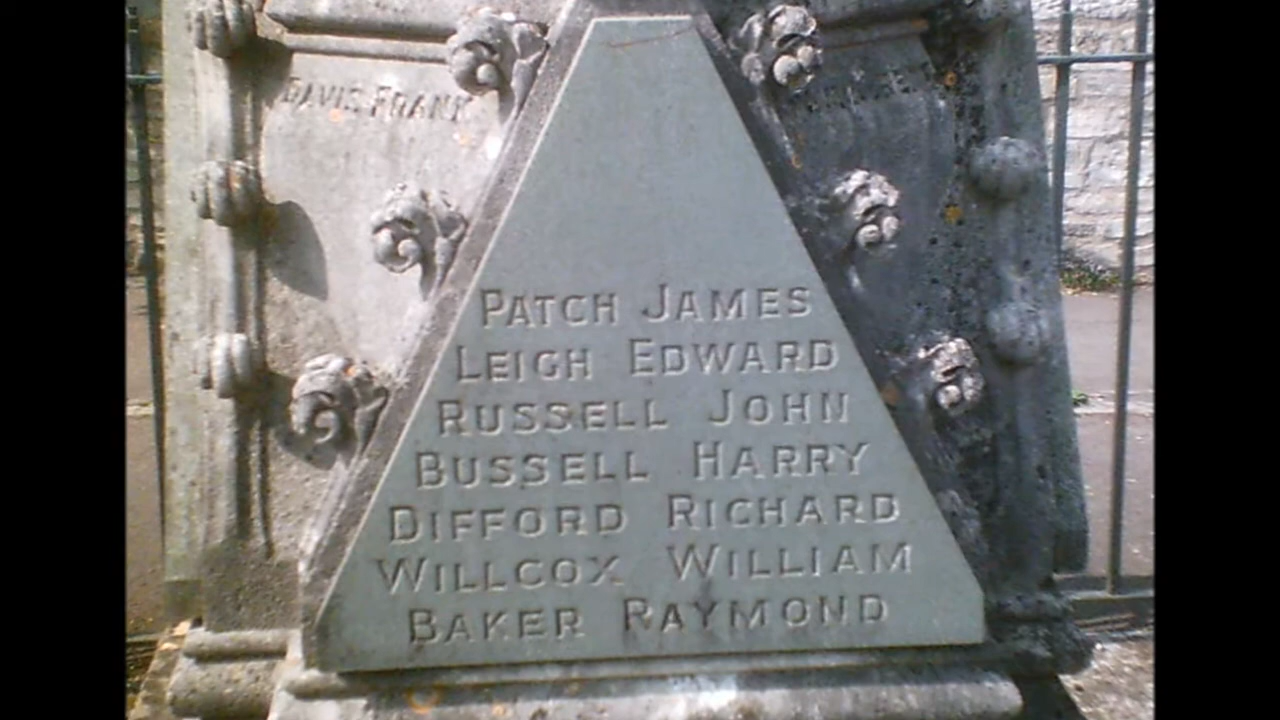 DAVIS FRANK
PATCH JAMES
LEIGH EDWARD
RUSSELL JOHN
BUSSELL HARRY
DIFFORD RICHARD
WILLCOX WILLIAM
BAKER RAYMOND